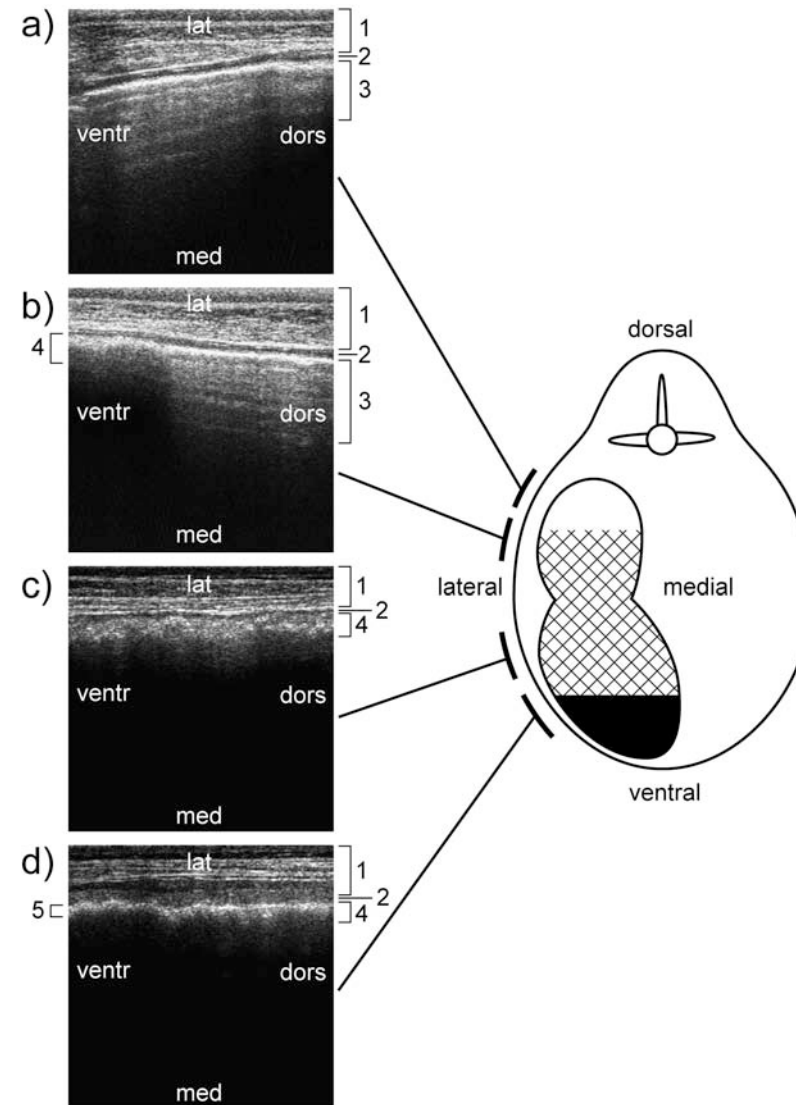 a)
lat
1
2
3
ventr
dors
med
b)
lat
1
4
2
ventr
dors
3
med
c)
lat
1
2
4
ventr
dors
med
d)
lat
1
2
5
4
ventr
dors
med
dorsal
lateral
medial
ventral